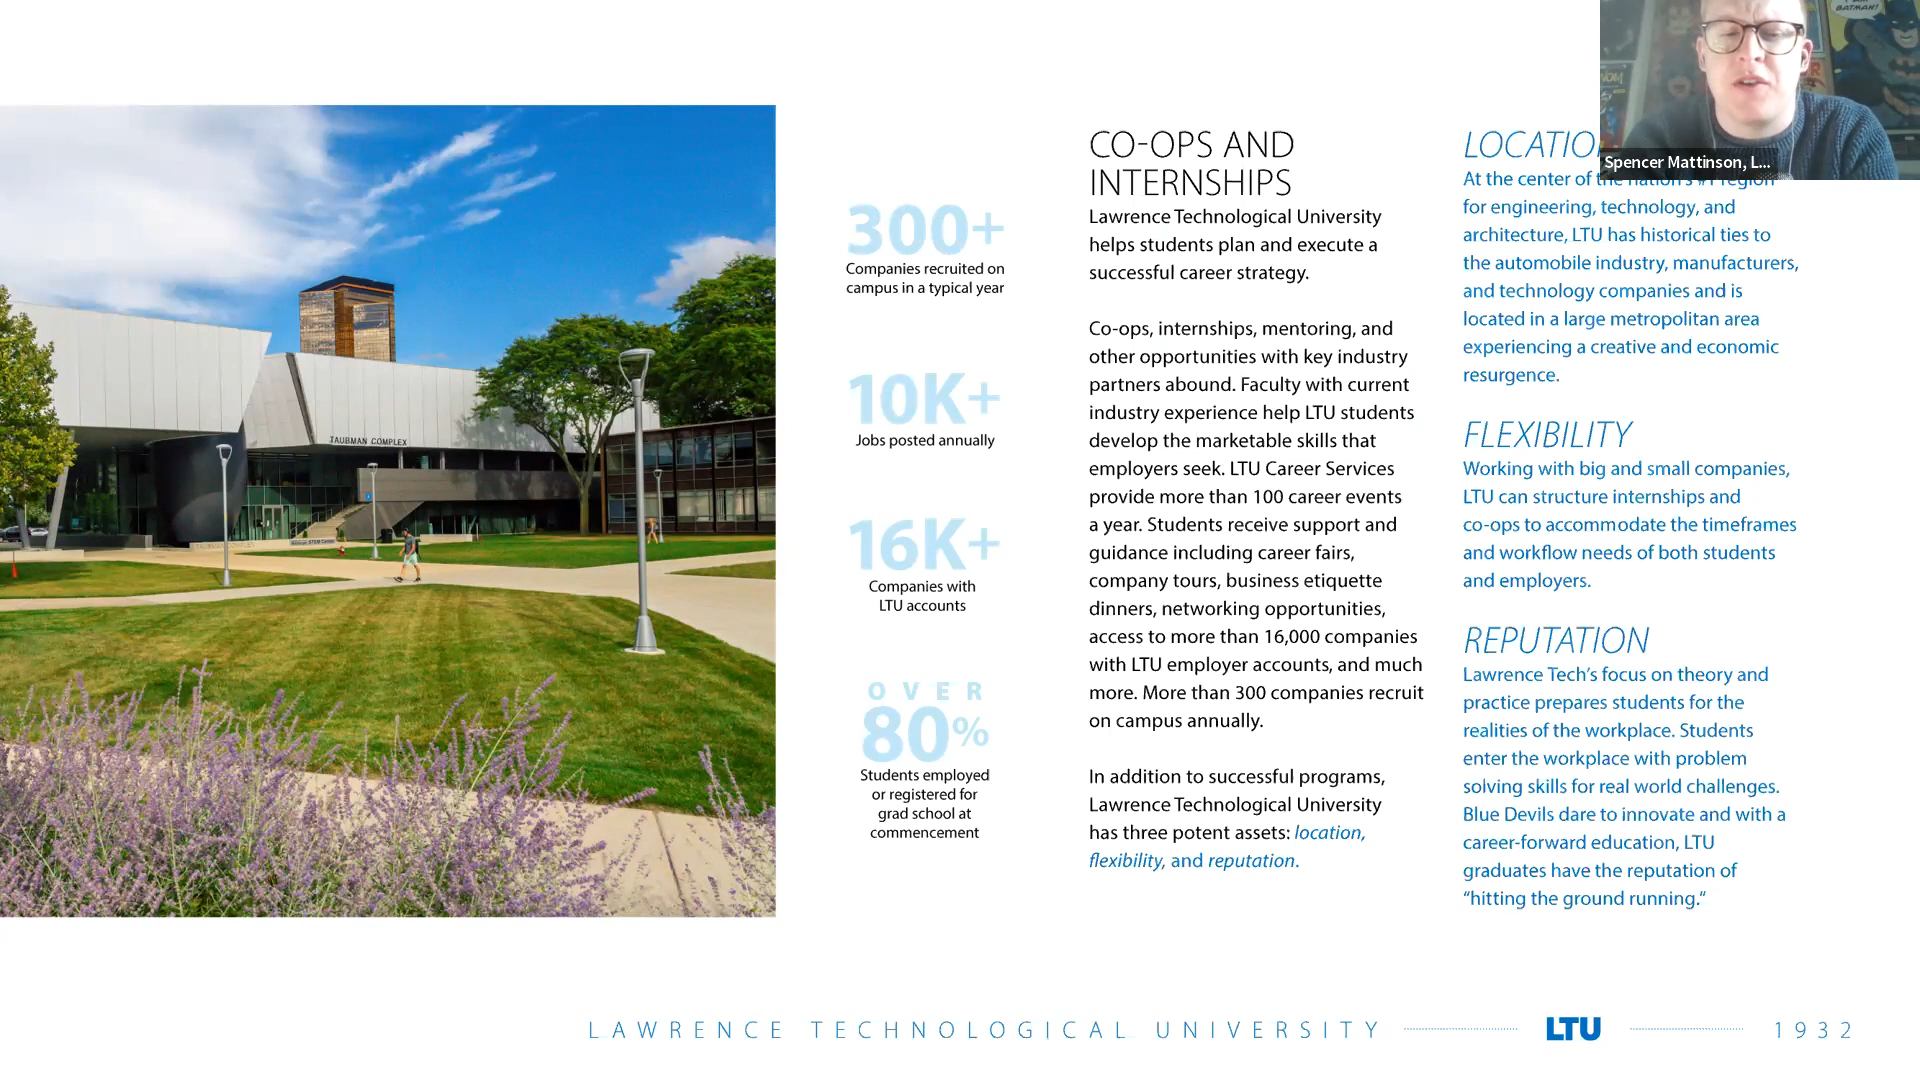 TAUBMAN COMPLEX
300+
Companies recruited on
campus in a typical year
10K+
Jobs posted annually
16K+
Companies with
LTU accounts
OVER
80%
Students employed
or registered for
grad school at
commencement
CO-OPS AND
INTERNSHIPS
Lawrence Technological University
helps students plan and execute a
successful career strategy.
Co-ops, internships, mentoring, and
other opportunities with key industry
partners abound. Faculty with current
industry experience help LTU students
develop the marketable skills that
employers seek. LTU Career Services
provide more than 100 career events
a year. Students receive support and
guidance including career fairs,
company tours, business etiquette
dinners, networking opportunities,
access to more than 16,000 companies
with LTU employer accounts, and much
more. More than 300 companies recruit
on campus annually.
In addition to successful programs,
Lawrence Technological University
has three potent assets: location,
flexibility, and reputation.
LOCATIO
At the center of the nation's #1 region
for engineering, technology, and
architecture, LTU has historical ties to
the automobile industry, manufacturers,
and technology companies and is
located in a large metropolitan area
experiencing a creative and economic
resurgence.
FLEXIBILITY
Working with big and small companies,
LTU can structure internships and
co-ops to accommodate the timeframes
and workflow needs of both students
and employers.
REPUTATION
Lawrence Tech’s focus on theory and
practice prepares students for the
realities of the workplace. Students
enter the workplace with problem
solving skills for real world challenges.
Blue Devils dare to innovate and with a
career-forward education, LTU
graduates have the reputation of
“hitting the ground running.“
BATMAN!
Spencer Mattinson, L...
LAWRENCE TECHNOLOGICAL UNIVERSITY
LTU
1932